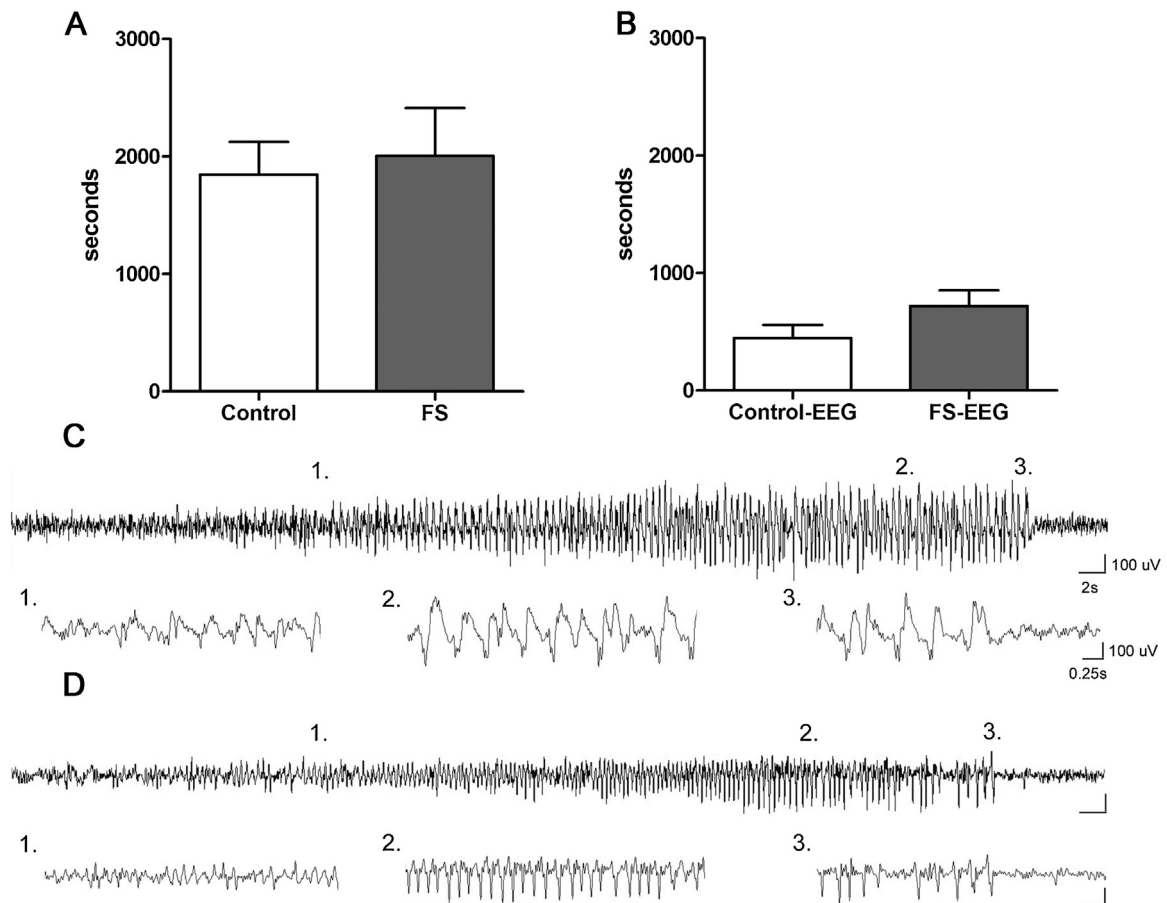 A
3000
2000
1000
0
seconds
Control
FS
B
3000
2000
1000
0
seconds
Control-EEG
FS-EEG
C
1.
2.
3.
100 uV
2s
1.
2.
3.
100 uV
0.25s
D
1.
2.
3.
1.
2.
3.